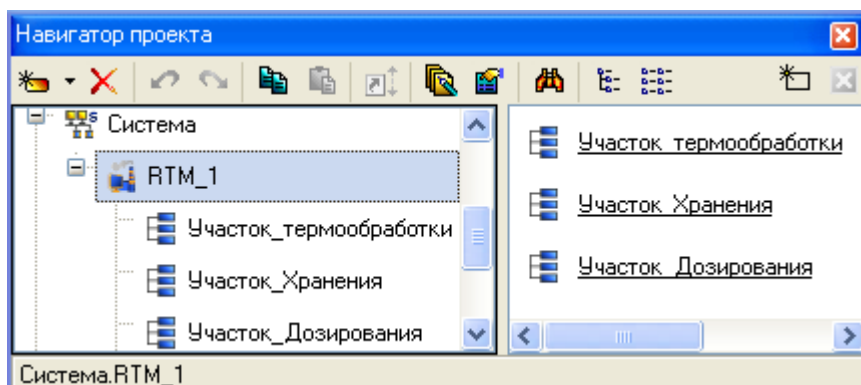 Навигатор проекта
Система
RTM_1
Участок_термообработки
Участок_Хранения
Участок_Дозирования
Участок_термообработки
Участок_Хранения
Участок_Дозирования
Система.RTM_1